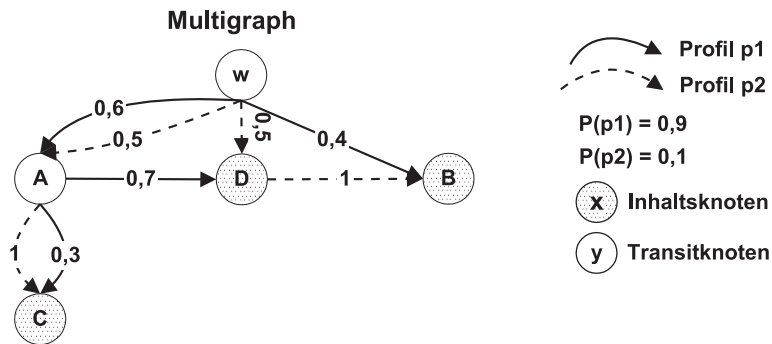 Multigraph
w
0,6
0,5
0,5
0,4
A
0,7
D
1
B
1
0,3
C
Profil p1
Profil p2
P(p1) = 0,9
P(p2) = 0,1
x Inhaltsknoten
y Transitknoten